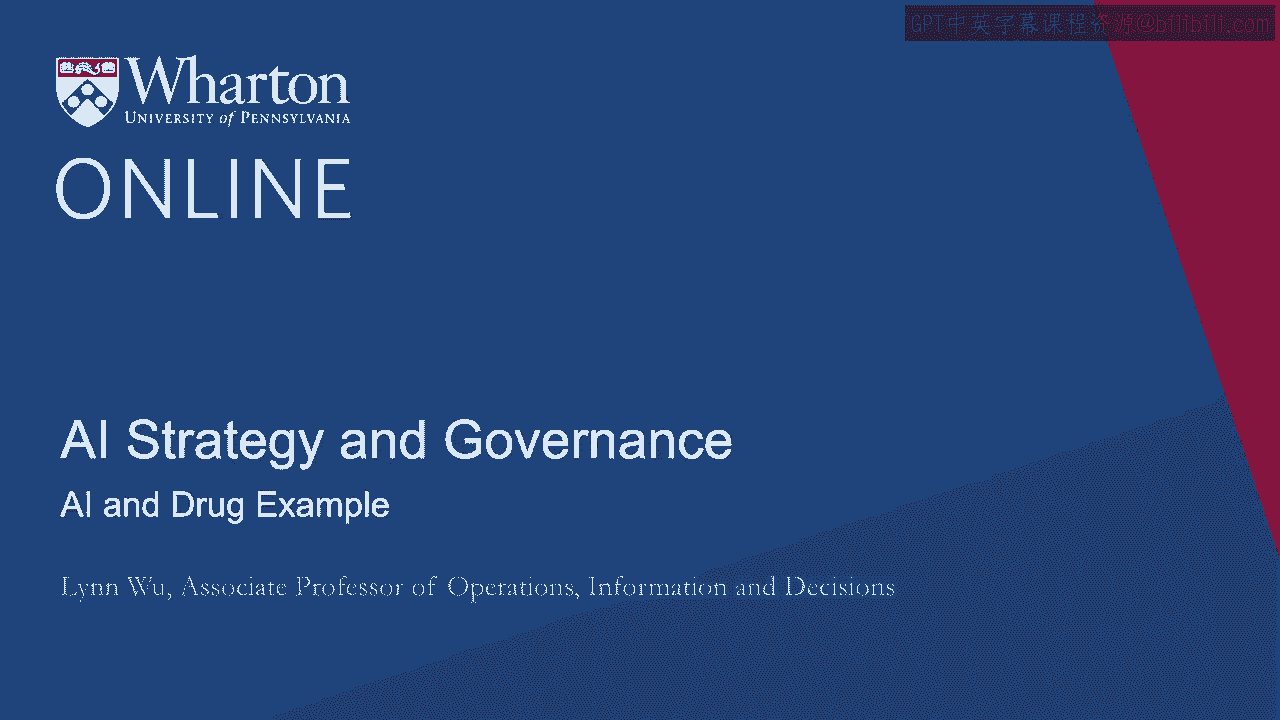 GPT中英字幕课程资源@bilibili.com
Wharton
UNIVERSITY of PENNSYLVANIA
ONLINE
AI Strategy and Governance
AI and Drug Example
Lynn Wu, Associate Professor of Operations, Information and Decisions